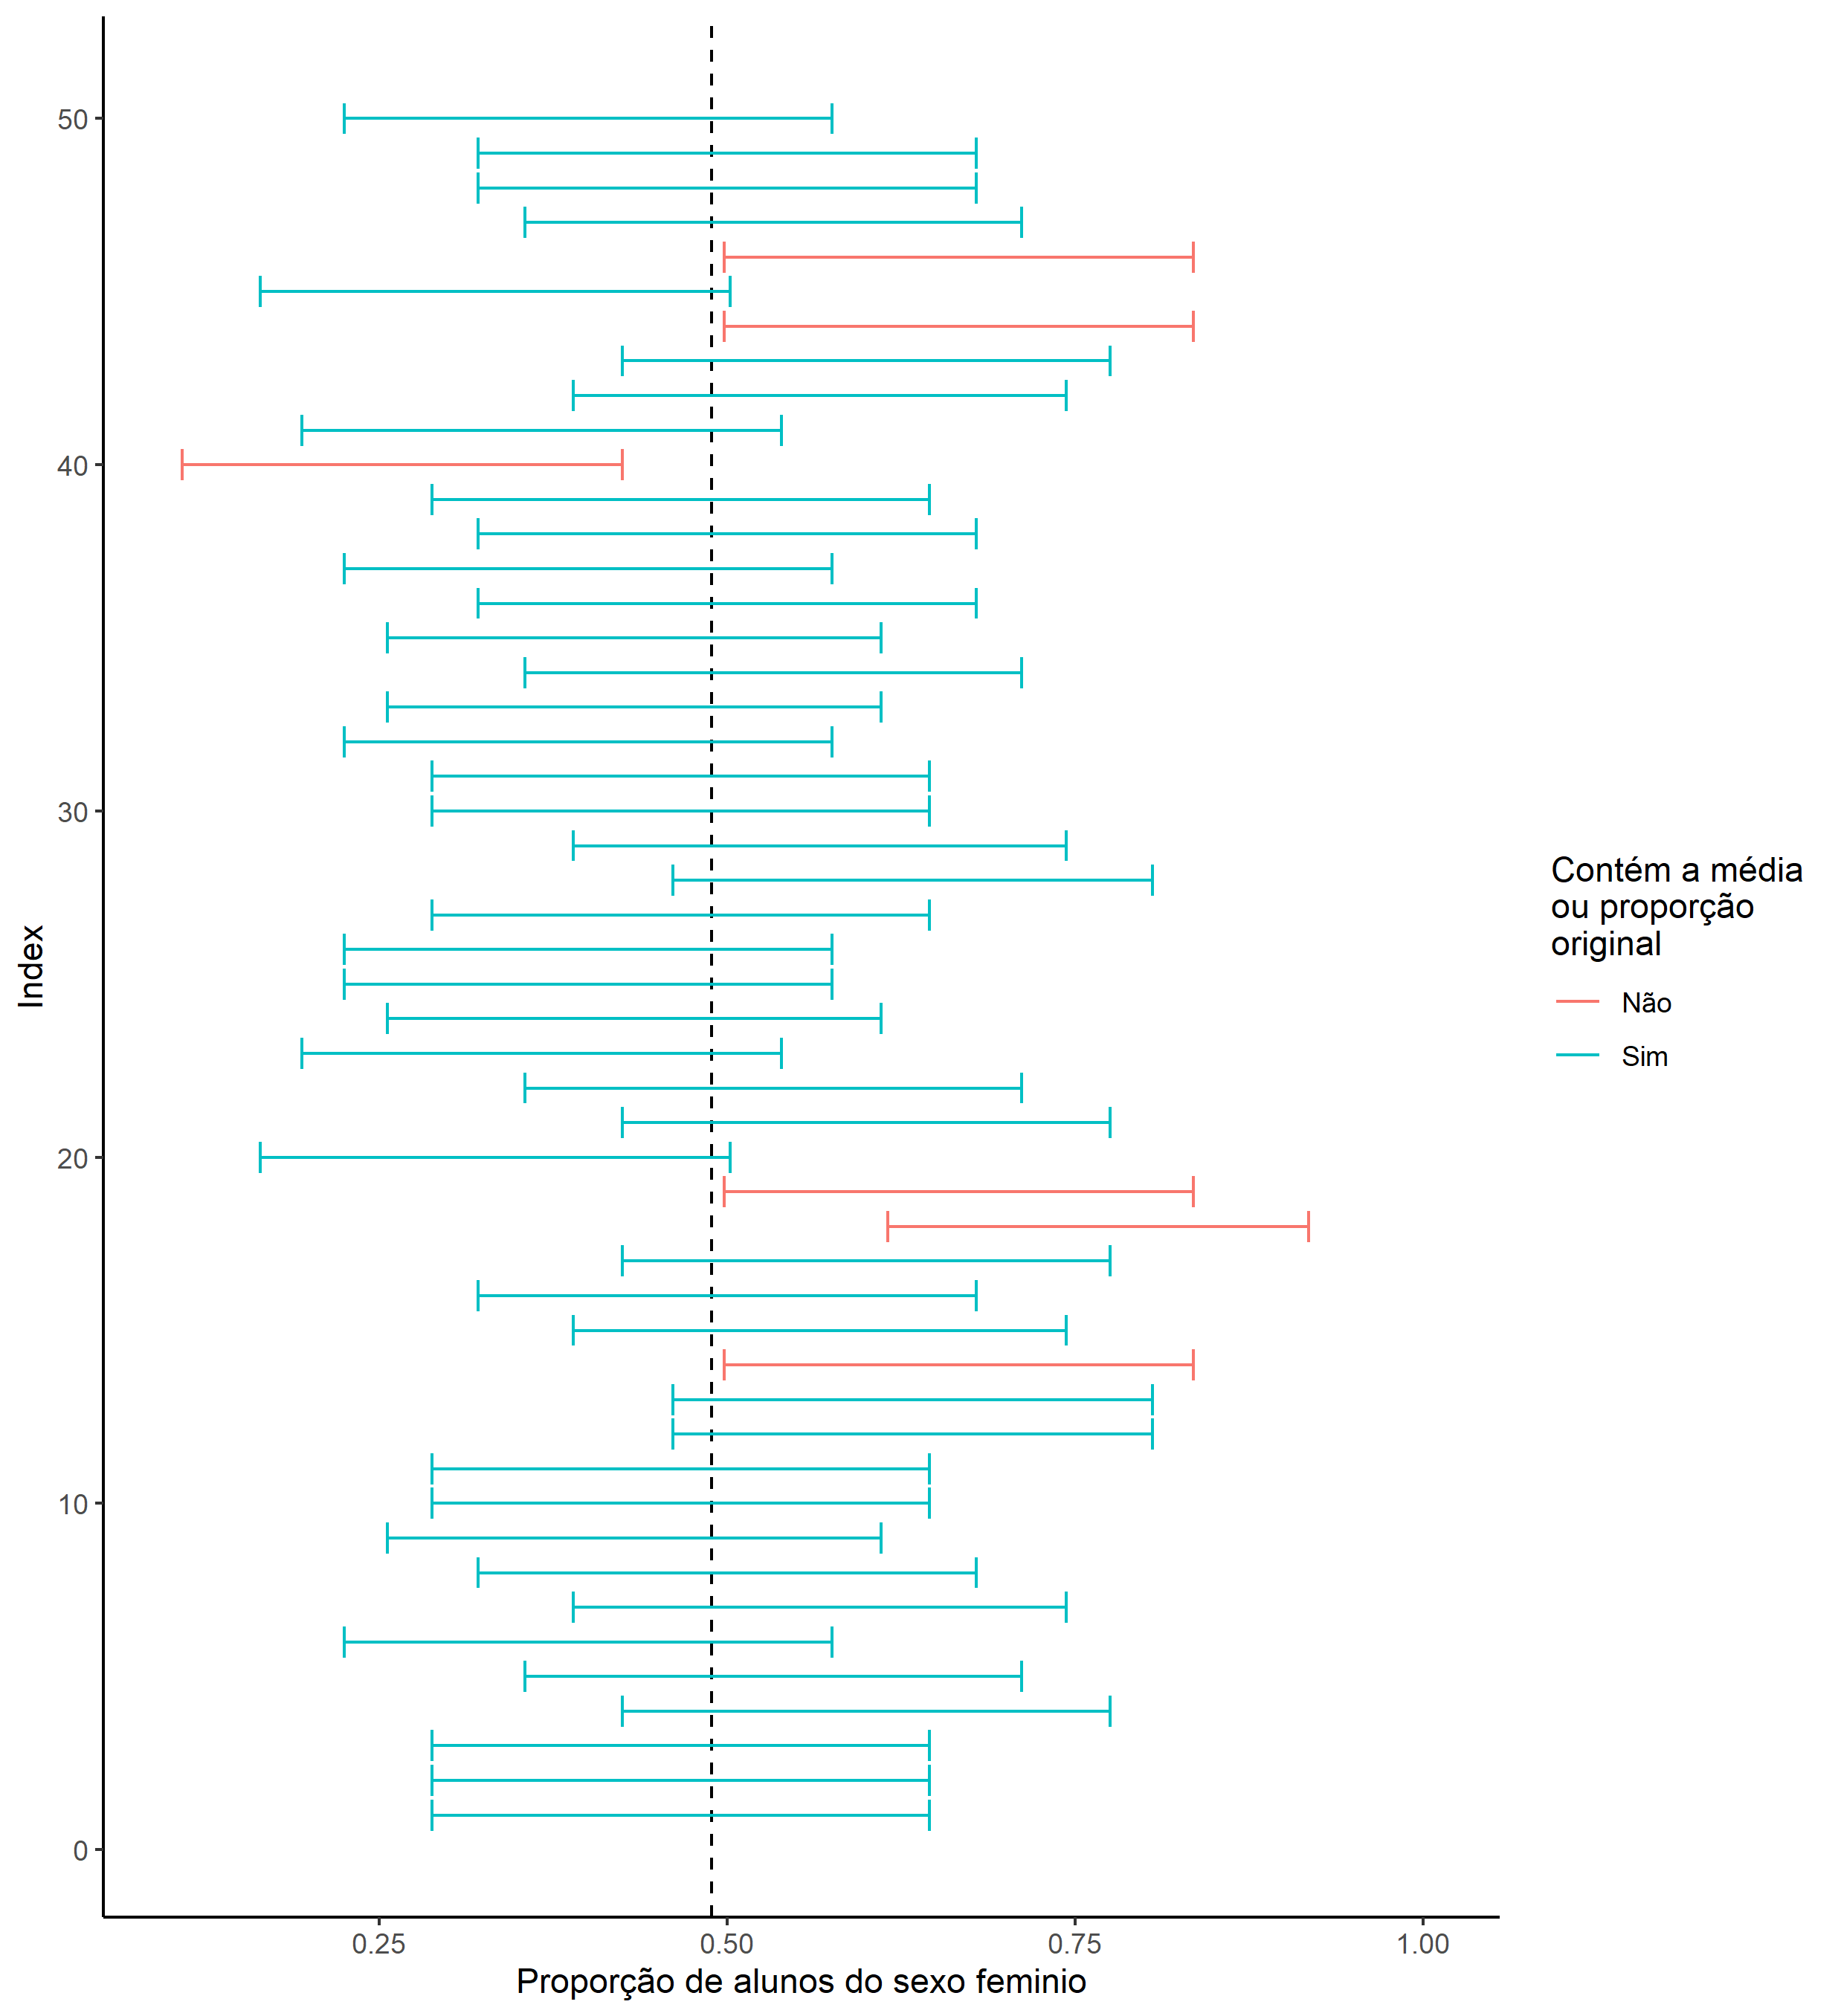 50
40
30
20
10
0
Index
0.25 0.50 0.75 1.00
Proporção de alunos do sexo feminio
Contém a média
ou proporção
original
Não
Sim